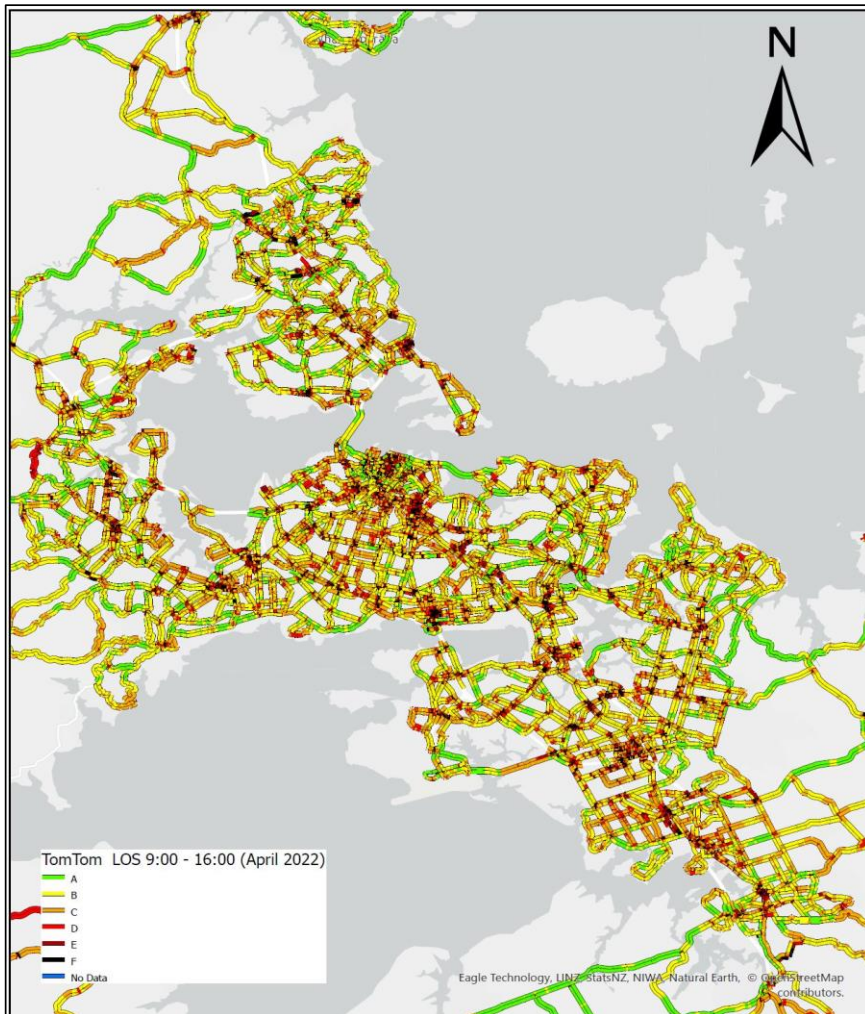 N
TomTom LOS 9:00 - 16:00 (April 2022)
A
B
C
D
E
F
No Data
Eagle Technology, LINZ, StatsNZ, NIWA, Natural Earth, © OpenStreetMap
contributors.